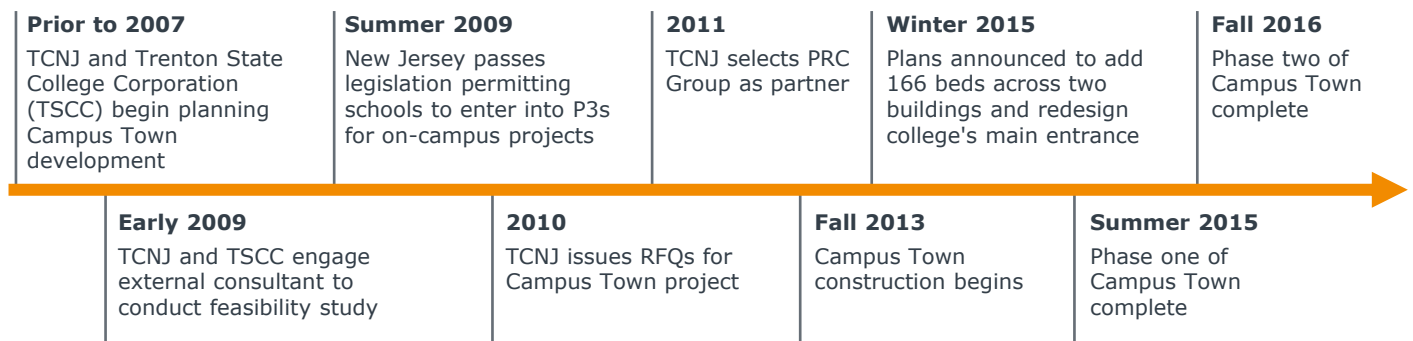 Prior to 2007
TCNJ and Trenton State
College Corporation
(TSCC) begin planning
Campus Town
development
Summer 2009
New Jersey passes
legislation permitting
schools to enter into P3s
for on-campus projects
2011
TCNJ selects PRC
Group as partner
Winter 2015
Plans announced to add
166 beds across two
buildings and redesign
college's main entrance
Fall 2016
Phase two of
Campus Town
complete
Early 2009
TCNJ and TSCC engage
external consultant to
conduct feasibility study
2010
TCNJ issues RFQs for
Campus Town project
Fall 2013
Campus Town
construction begins
Summer 2015
Phase one of
Campus Town
complete